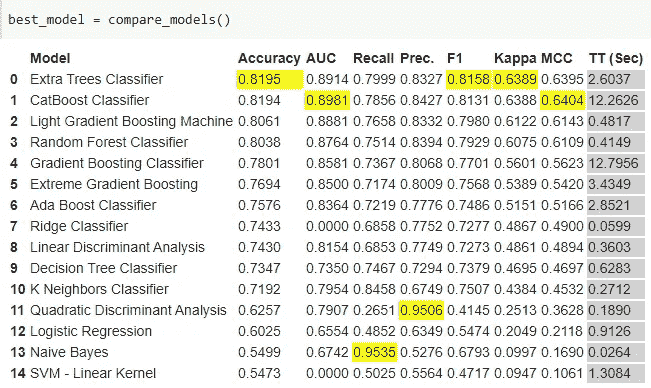 best_model = compare_models()
Model Accuracy AUC Recall Prec. F1 Kappa MCC TT (Sec)
0 Extra Trees Classifier 0.8195 0.8914 0.7999 0.8327 0.8158 0.6389 0.6395 2.6037
1 CatBoost Classifier 0.8194 0.8981 0.7856 0.8427 0.8131 0.6388 0.6404 12.2626
2 Light Gradient Boosting Machine 0.8061 0.8881 0.7658 0.8332 0.7980 0.6122 0.6143 0.4817
3 Random Forest Classifier 0.8038 0.8764 0.7514 0.8394 0.7929 0.6075 0.6109 0.4149
4 Gradient Boosting Classifier 0.7801 0.8581 0.7367 0.8068 0.7701 0.5601 0.5623 12.7956
5 Extreme Gradient Boosting 0.7694 0.8500 0.7174 0.8009 0.7568 0.5389 0.5420 3.4349
6 Ada Boost Classifier 0.7576 0.8364 0.7219 0.7776 0.7486 0.5151 0.5166 2.8521
7 Ridge Classifier 0.7433 0.0000 0.6858 0.7752 0.7277 0.4867 0.4900 0.0599
8 Linear Discriminant Analysis 0.7430 0.8154 0.6853 0.7749 0.7273 0.4861 0.4894 0.3603
9 Decision Tree Classifier 0.7347 0.7350 0.7467 0.7294 0.7379 0.4695 0.4697 0.6283
10 K Neighbors Classifier 0.7192 0.7954 0.8458 0.6749 0.7507 0.4384 0.4532 0.2712
11 Quadratic Discriminant Analysis 0.6257 0.7907 0.2651 0.9506 0.4145 0.2513 0.3628 0.1890
12 Logistic Regression 0.6025 0.6554 0.4852 0.6349 0.5474 0.2049 0.2118 0.9126
13 Naive Bayes 0.5499 0.6742 0.9535 0.5276 0.6793 0.0997 0.1690 0.0264
14 SVM - Linear Kernel 0.5473 0.0000 0.5025 0.5564 0.4717 0.0947 0.1061 1.3084